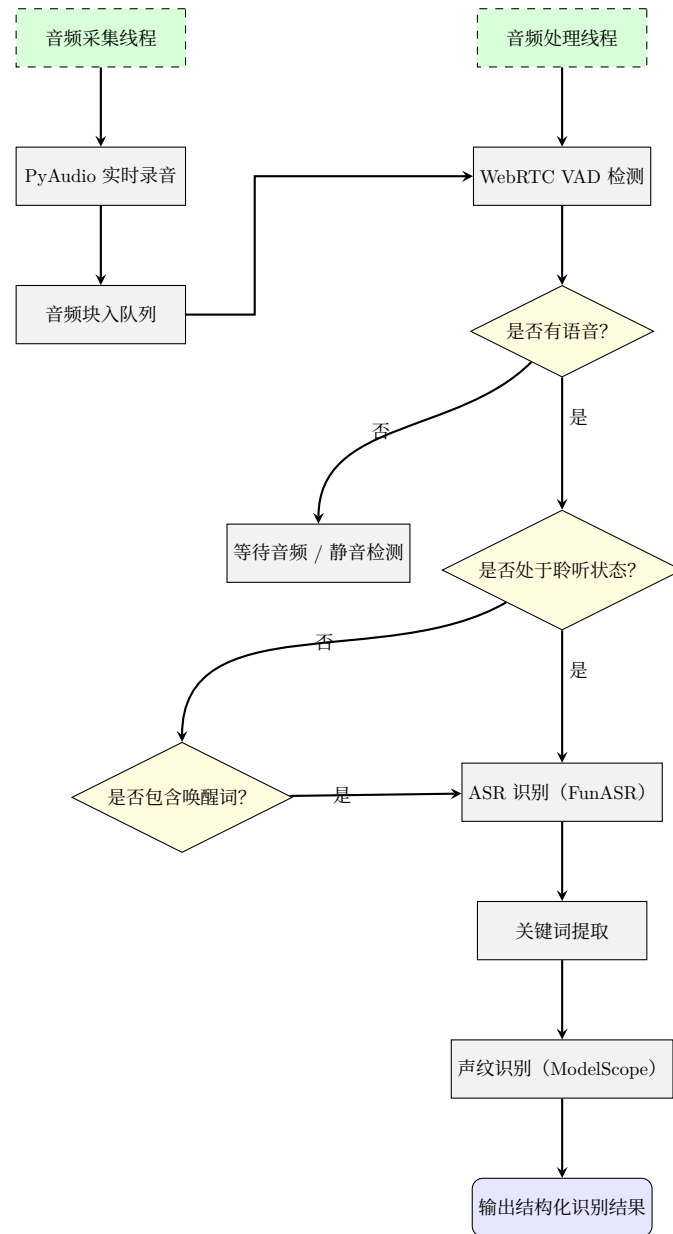 音频采集线程
音频处理线程
PyAudio 实时录音
WebRTC VAD 检测
音频块入队列
是否有语音?
否
是
等待音频 / 静音检测
是否处于聆听状态?
否
是
是否包含唤醒词?
是
ASR 识别（FunASR）
关键词提取
声纹识别（ModelScope）
输出结构化识别结果